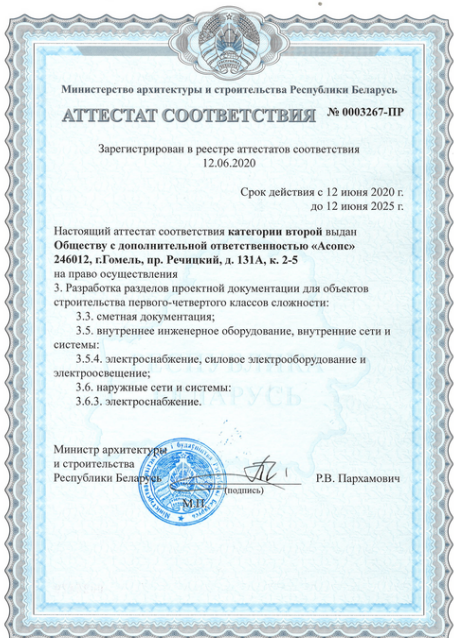 Министерство архитектуры и строительства Республики Беларусь
АТТЕСТАТ СООТВЕТСТВИЯ № 0003267-ПР
Зарегистрирован в реестре аттестатов соответствия
12.06.2020
Срок действия с 12 июня 2020 г.
до 12 июня 2025 г.
Настоящий аттестат соответствия категории второй выдан
Обществу с дополнительной ответственностью «Асопс»
246012, г.Гомель, пр. Речицкий, д. 131А, к. 2-5
на право осуществления
3. Разработка разделов проектной документации для объектов
строительства первого-четвертого классов сложности:
3.3. сметная документация;
3.5. внутреннее инженерное оборудование, внутренние сети и
системы:
3.5.4. электроснабжение, силовое электрооборудование и
электроосвещение;
3.6. наружные сети и системы:
3.6.3. электроснабжение.
РЕСПУБЛИКА
БЕЛАРУСЬ
Министр архитектуры
и строительства
Республики Беларусь
Р.В. Пархамович
(подпись)
М.П.